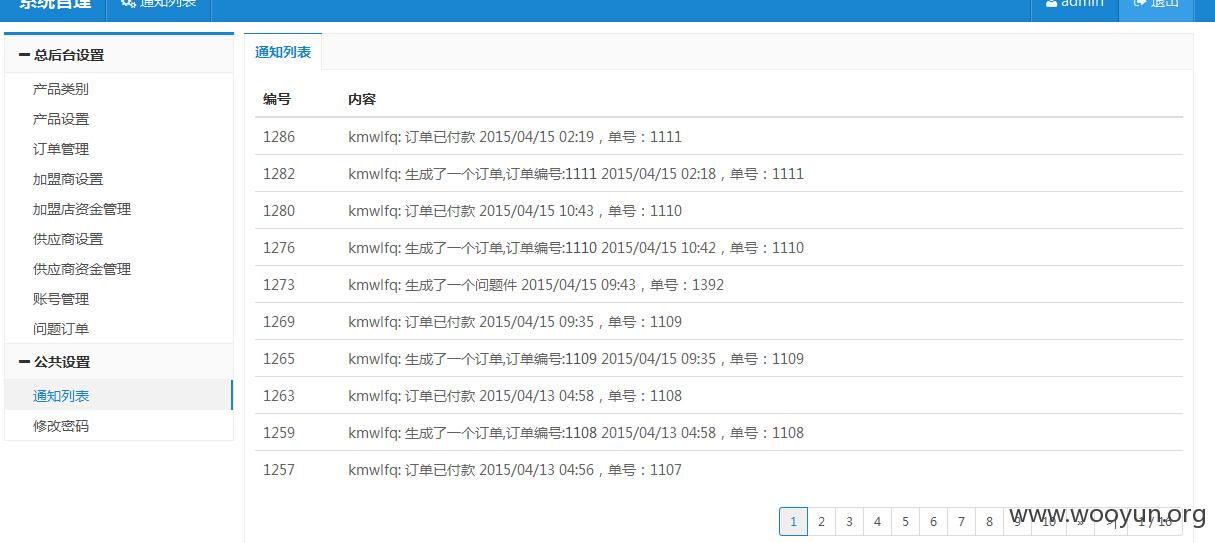 系统管理 通知列表 admin 退出
总后台设置
产品类别
产品设置
订单管理
加盟商设置
加盟店资金管理
供应商设置
供应商资金管理
账号管理
问题订单
公共设置
通知列表
修改密码
通知列表
编号 内容
1286 kmwlfq: 订单已付款 2015/04/15 02:19，单号：1111
1282 kmwlfq: 生成了一个订单,订单编号:1111 2015/04/15 02:18，单号：1111
1280 kmwlfq: 订单已付款 2015/04/15 10:43，单号：1110
1276 kmwlfq: 生成了一个订单,订单编号:1110 2015/04/15 10:42，单号：1110
1273 kmwlfq: 生成了一个问题件 2015/04/15 09:43，单号：1392
1269 kmwlfq: 订单已付款 2015/04/15 09:35，单号：1109
1265 kmwlfq: 生成了一个订单,订单编号:1109 2015/04/15 09:35，单号：1109
1263 kmwlfq: 订单已付款 2015/04/13 04:58，单号：1108
1259 kmwlfq: 生成了一个订单,订单编号:1108 2015/04/13 04:58，单号：1108
1257 kmwlfq: 订单已付款 2015/04/13 04:56，单号：1107
1 2 3 4 5 6 7 8 9 10 » >| 1 / 10
www.wooyun.org